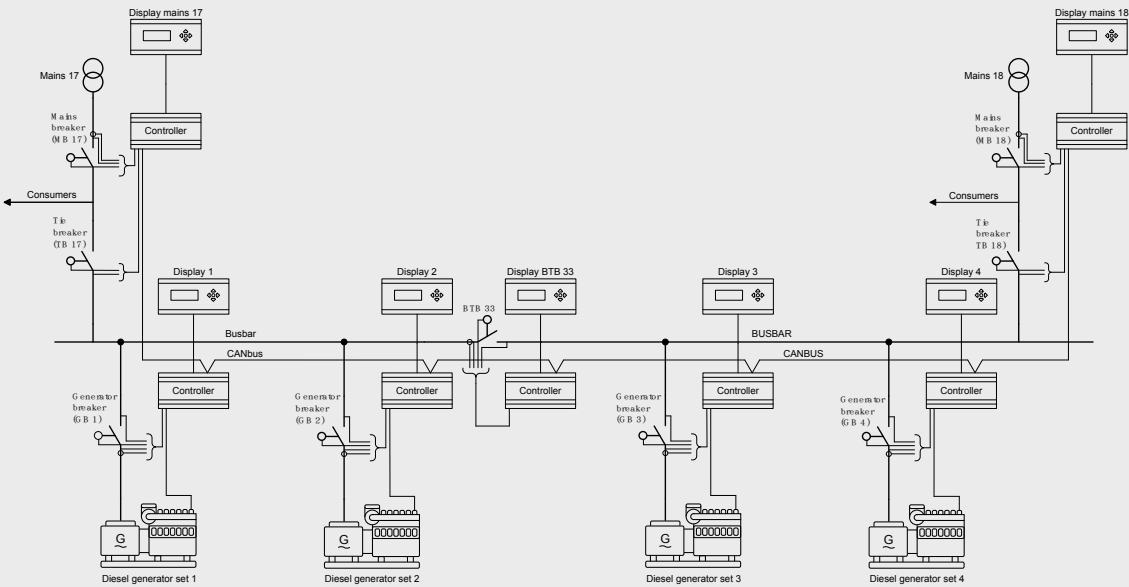 Display mains 17
Display mains 18
Mains 17
Mains 18
Mains
breaker
(MB 17)
Controller
Mains
breaker
(MB 18)
Controller
Consumers
Consumers
Tie
breaker
(TB 17)
Tie
breaker
TB 18)
Display 1
Display 2
Display BTB 33
Display 3
Display 4
BTB 33
Busbar
BUSBAR
CANbus
CANBUS
Controller
Controller
Controller
Controller
Controller
Generator
breaker
(GB 1)
Generator
breaker
(GB 2)
Generator
breaker
(GB 3)
Generator
breaker
(GB 4)
G
~
G
~
G
~
G
~
Diesel generator set 1
Diesel generator set 2
Diesel generator set 3
Diesel generator set 4